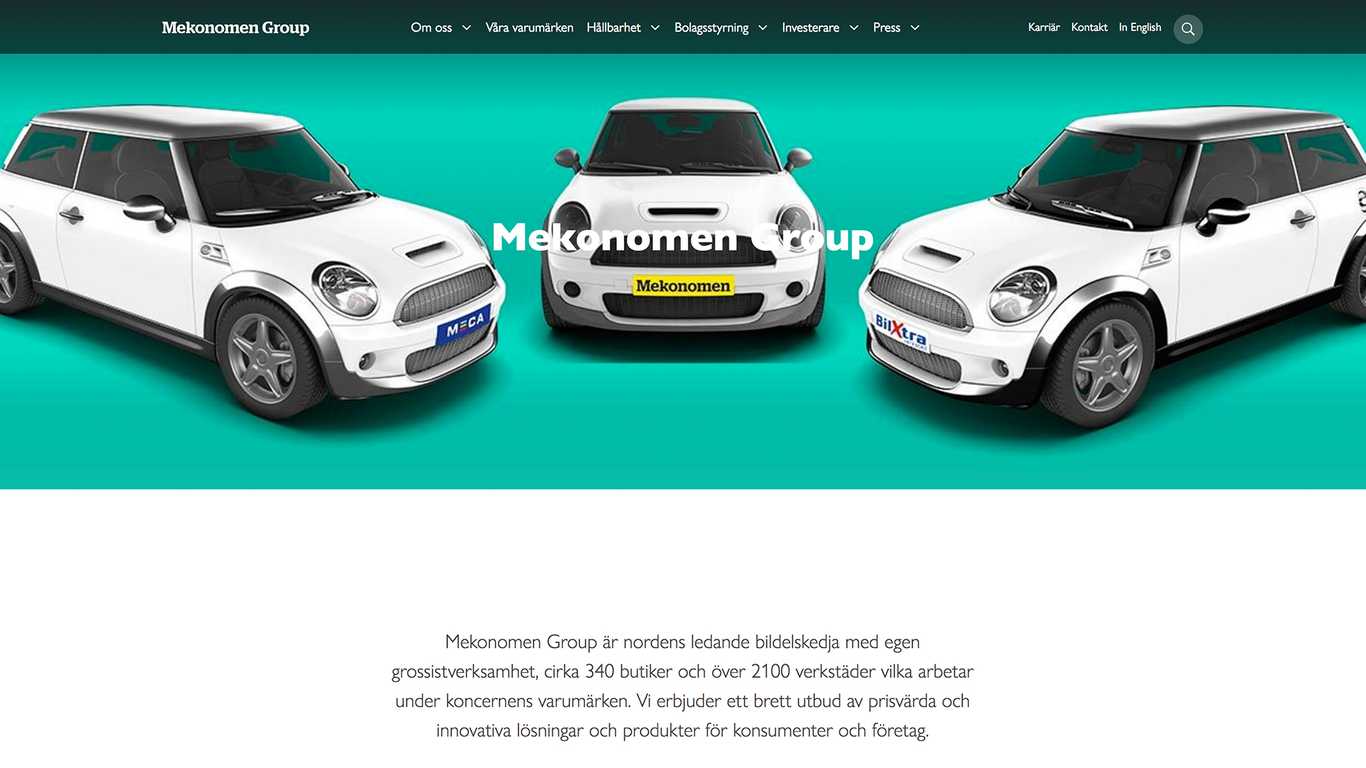 Mekonomen Group
Om oss
Våra varumärken
Hållbarhet
Bolagsstyrning
Investerare
Press
Karriär
Kontakt
In English
Mekonomen Group
Mekonomen
MECA
BilXtra
Mekonomen Group är nordens ledande bildelskedja med egen
grossistverksamhet, cirka 340 butiker och över 2100 verkstäder vilka arbetar
under koncernens varumärken. Vi erbjuder ett brett utbud av prisvärda och
innovativa lösningar och produkter för konsumenter och företag.